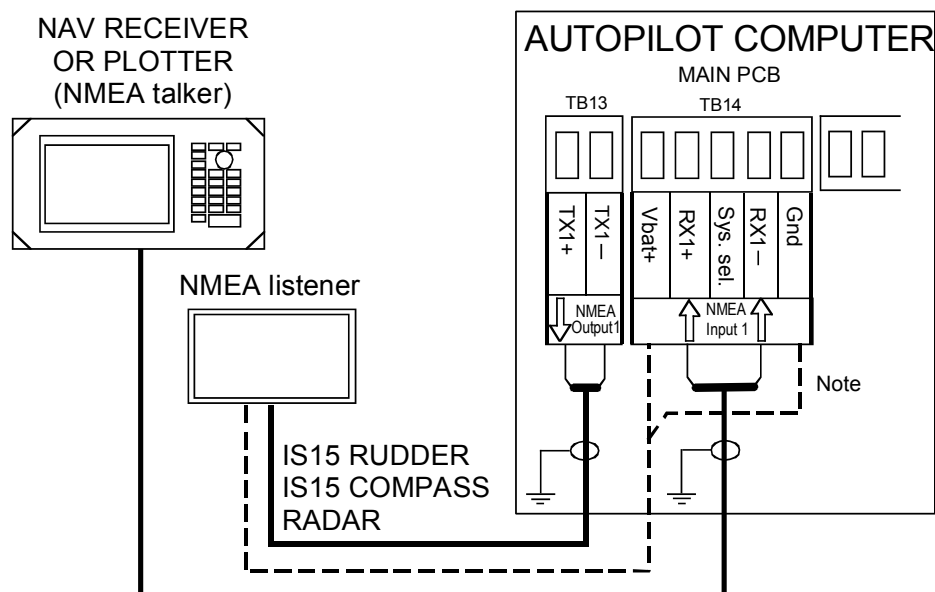 NAV RECEIVER
OR PLOTTER
(NMEA talker)
NMEA listener
IS15 RUDDER
IS15 COMPASS
RADAR
AUTOPILOT COMPUTER
MAIN PCB
TB13
TB14
TX1+
TX1–
Vbat+
RX1+
Sys. sel.
RX1–
Gnd
NMEA
Output1
NMEA
Input 1
Note